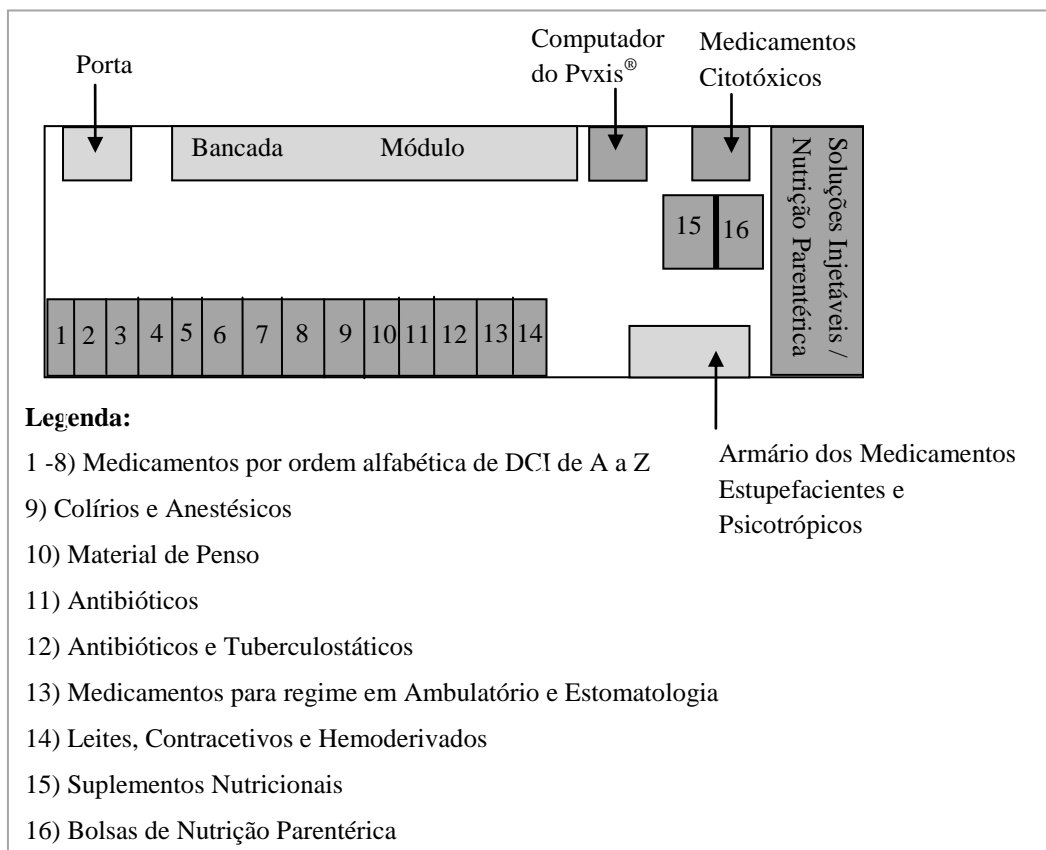 Porta
Computador
do Pyxis®
Medicamentos
Citotóxicos
Bancada Módulo
Soluções Injetáveis /
Nutrição Parentérica
15 16
1 2 3 4 5 6 7 8 9 10 11 12 13 14
Legenda:
1 -8) Medicamentos por ordem alfabética de DCI de A a Z
9) Colírios e Anestésicos
10) Material de Penso
11) Antibióticos
12) Antibióticos e Tuberculostáticos
13) Medicamentos para regime em Ambulatório e Estomatologia
14) Leites, Contracetivos e Hemoderivados
15) Suplementos Nutricionais
16) Bolsas de Nutrição Parentérica
Armário dos Medicamentos
Estupefacientes e
Psicotrópicos